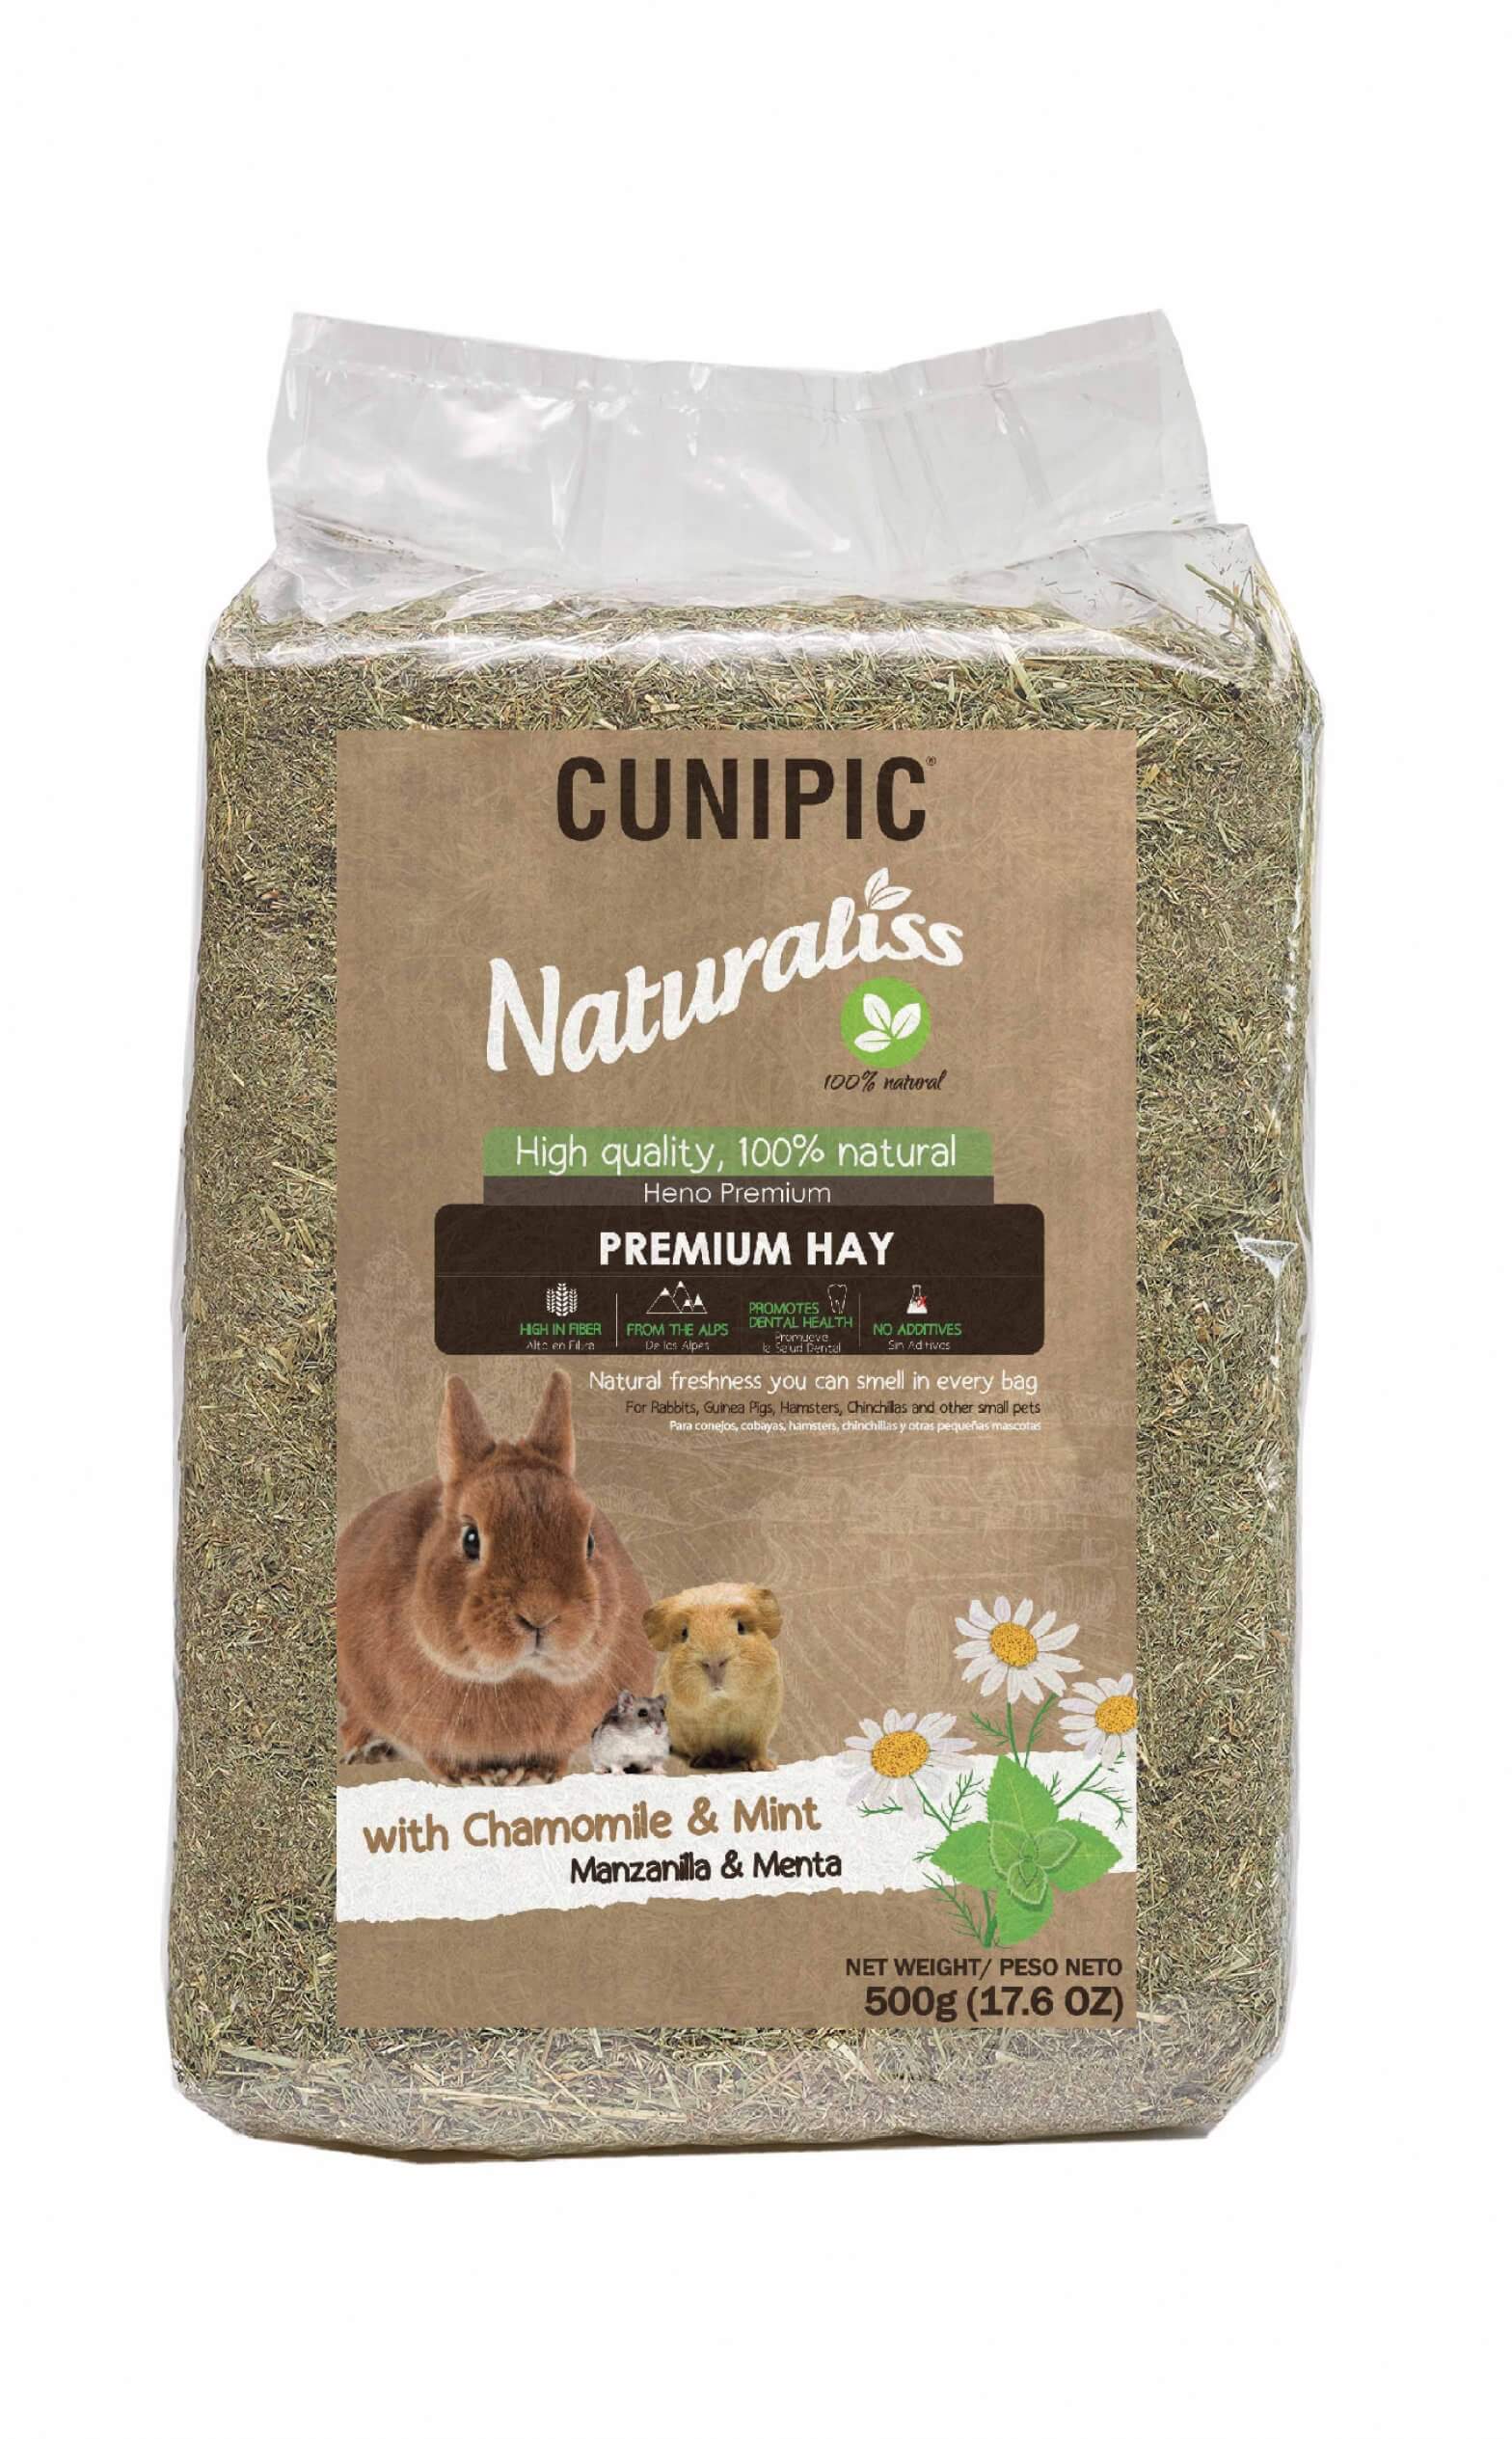 CUNIPIC®
Naturaliss
100% natural
High quality, 100% natural
Heno Premium
PREMIUM HAY
HIGH IN FIBER
Alto en Fibra
FROM THE ALPS
De los Alpes
PROMOTES
DENTAL HEALTH
Promueve
la Salud Dental
NO ADDITIVES
Sin Aditivos
Natural freshness you can smell in every bag
For Rabbits, Guinea Pigs, Hamsters, Chinchillas and other small pets
Para conejos, cobayas, hamsters, chinchillas y otras pequeñas mascotas
with Chamomile & Mint
Manzanilla & Menta
NET WEIGHT/ PESO NETO
500g (17.6 OZ)